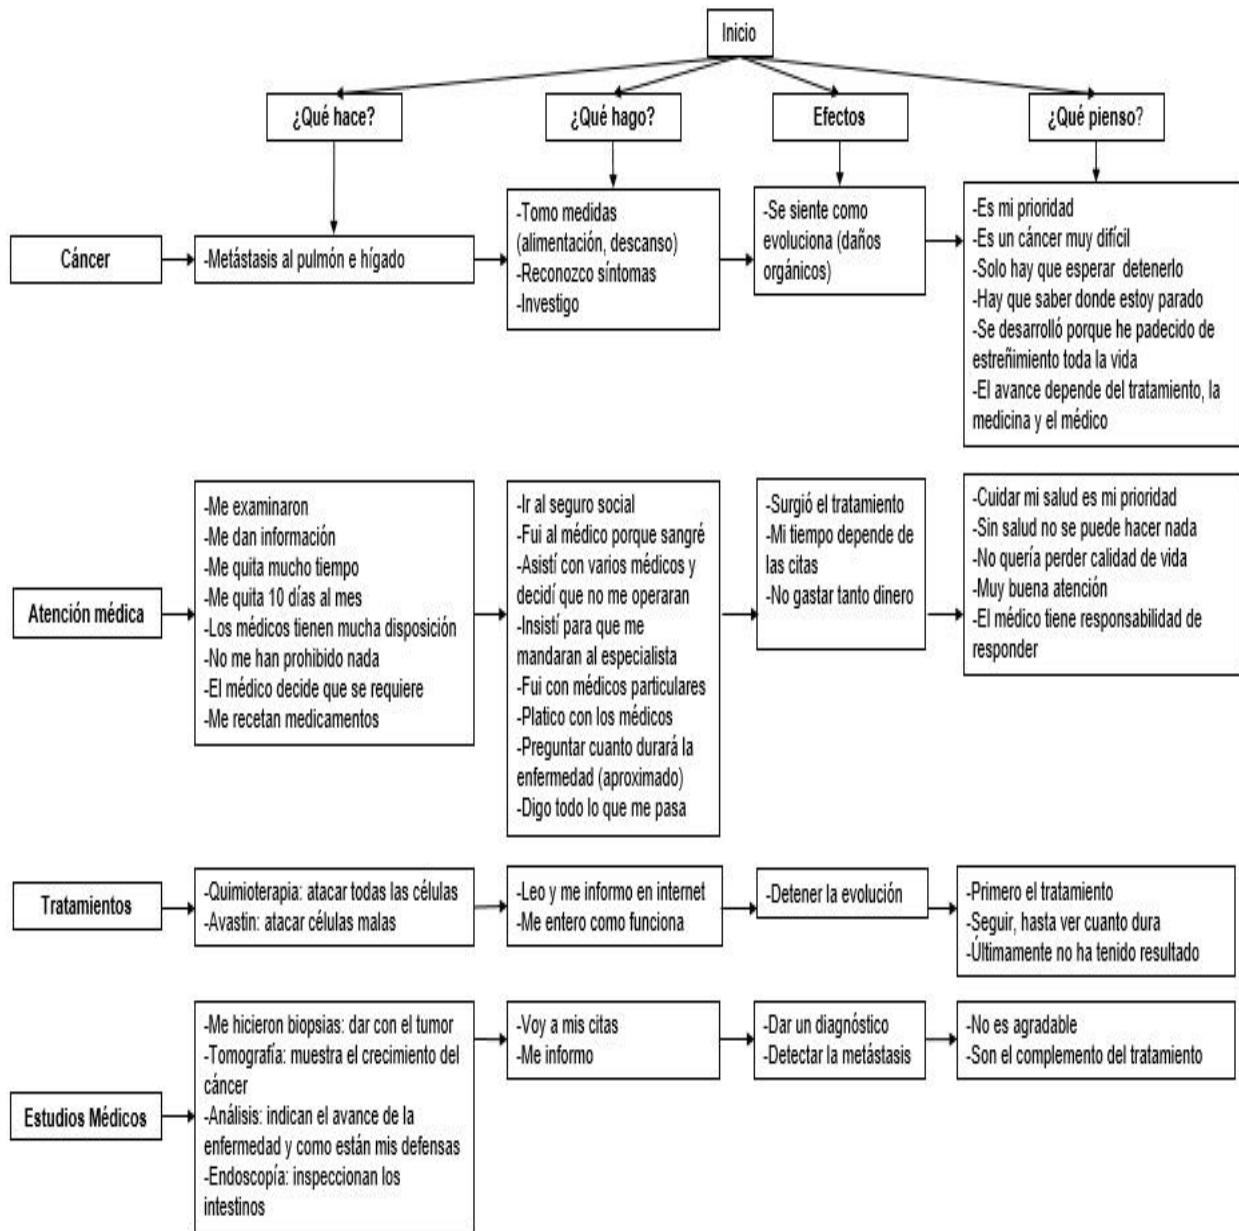 Inicio
¿Qué hace?
¿Qué hago?
Efectos
¿Qué pienso?
Cáncer
-Metástasis al pulmón e hígado
-Tomo medidas
(alimentación, descanso)
-Reconozco síntomas
-Investigo
-Se siente como
evoluciona (daños
orgánicos)
-Es mi prioridad
-Es un cáncer muy difícil
-Solo hay que esperar detenerlo
-Hay que saber donde estoy parado
-Se desarrolló porque he padecido de
estreñimiento toda la vida
-El avance depende del tratamiento, la
medicina y el médico
Atención médica
-Me examinaron
-Me dan información
-Me quita mucho tiempo
-Me quita 10 días al mes
-Los médicos tienen mucha disposición
-No me han prohibido nada
-El médico decide que se requiere
-Me recetan medicamentos
-Ir al seguro social
-Fui al médico porque sangré
-Asistí con varios médicos y
decidí que no me operaran
-Insistí para que me
mandaran al especialista
-Fui con médicos particulares
-Platico con los médicos
-Preguntar cuanto durará la
enfermedad (aproximado)
-Digo todo lo que me pasa
-Surgió el tratamiento
-Mi tiempo depende de
las citas
-No gastar tanto dinero
-Cuidar mi salud es mi prioridad
-Sin salud no se puede hacer nada
-No quería perder calidad de vida
-Muy buena atención
-El médico tiene responsabilidad de
responder
Tratamientos
-Quimioterapia: atacar todas las células
-Avastin: atacar células malas
-Leo y me informo en internet
-Me entero como funciona
-Detener la evolución
-Primero el tratamiento
-Seguir, hasta ver cuanto dura
-Últimamente no ha tenido resultado
Estudios Médicos
-Me hicieron biopsias: dar con el tumor
-Tomografía: muestra el crecimiento del
cáncer
-Análisis: indican el avance de la
enfermedad y como están mis defensas
-Endoscopía: inspeccionan los
intestinos
-Voy a mis citas
-Me informo
-Dar un diagnóstico
-Detectar la metástasis
-No es agradable
-Son el complemento del tratamiento